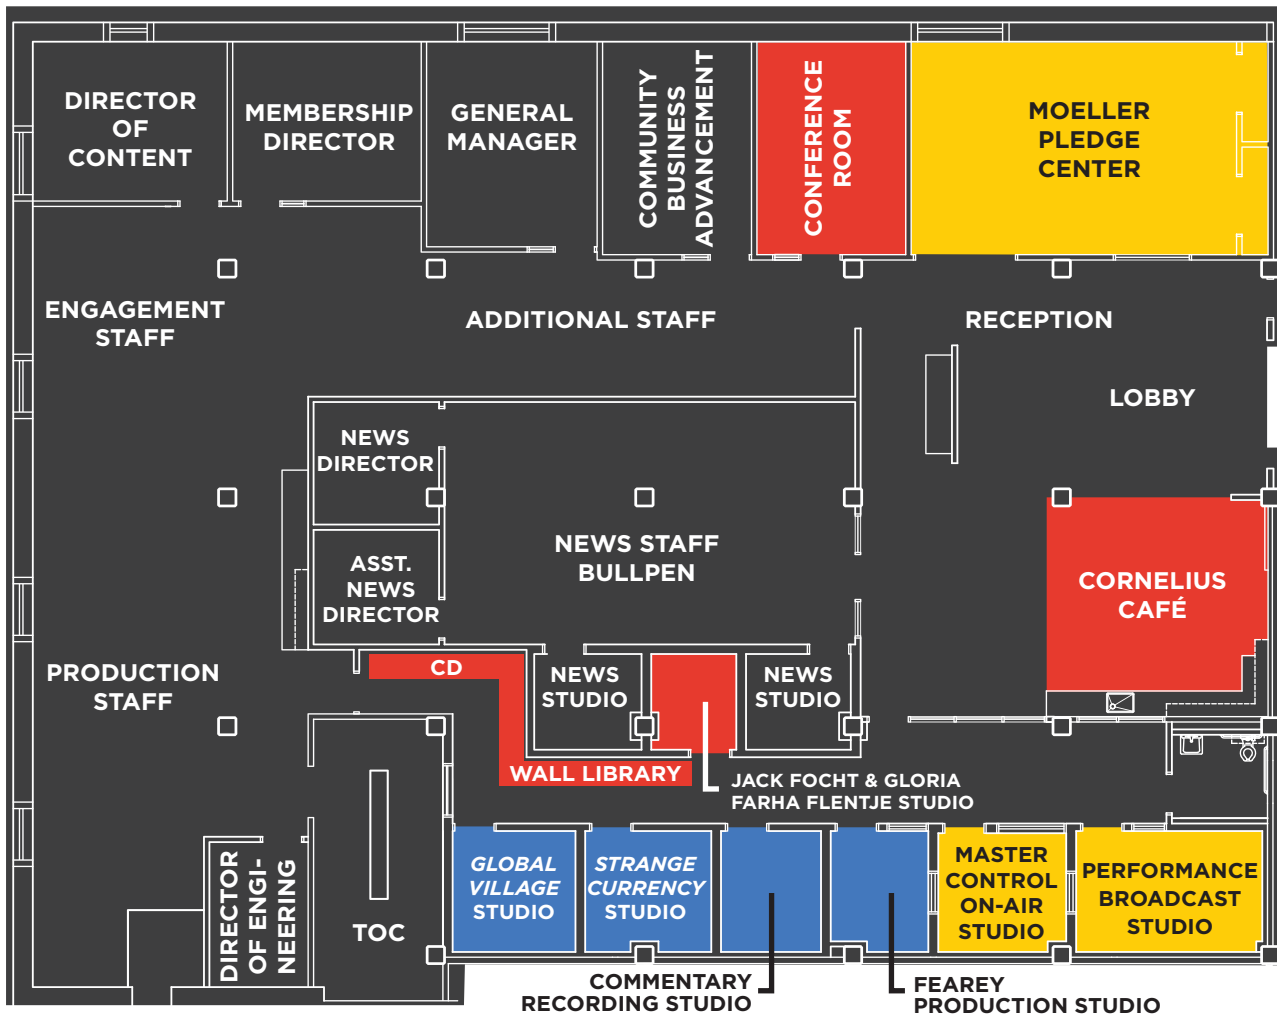 DIRECTOR
OF
CONTENT
MEMBERSHIP
DIRECTOR
GENERAL
MANAGER
COMMUNITY
BUSINESS
ADVANCEMENT
CONFERENCE
ROOM
MOELLER
PLEDGE
CENTER
ENGAGEMENT
STAFF
ADDITIONAL STAFF
RECEPTION
LOBBY
NEWS
DIRECTOR
NEWS STAFF
BULLPEN
ASST.
NEWS
DIRECTOR
CORNELIUS
CAFÉ
PRODUCTION
STAFF
CD
WALL LIBRARY
NEWS
STUDIO
NEWS
STUDIO
JACK FOCHT & GLORIA
FARHA FLENTJE STUDIO
DIRECTOR
OF ENGI-
NEERING
TOC
GLOBAL
VILLAGE
STUDIO
STRANGE
CURRENCY
STUDIO
MASTER
CONTROL
ON-AIR
STUDIO
PERFORMANCE
BROADCAST
STUDIO
COMMENTARY
RECORDING STUDIO
FEAREY
PRODUCTION STUDIO